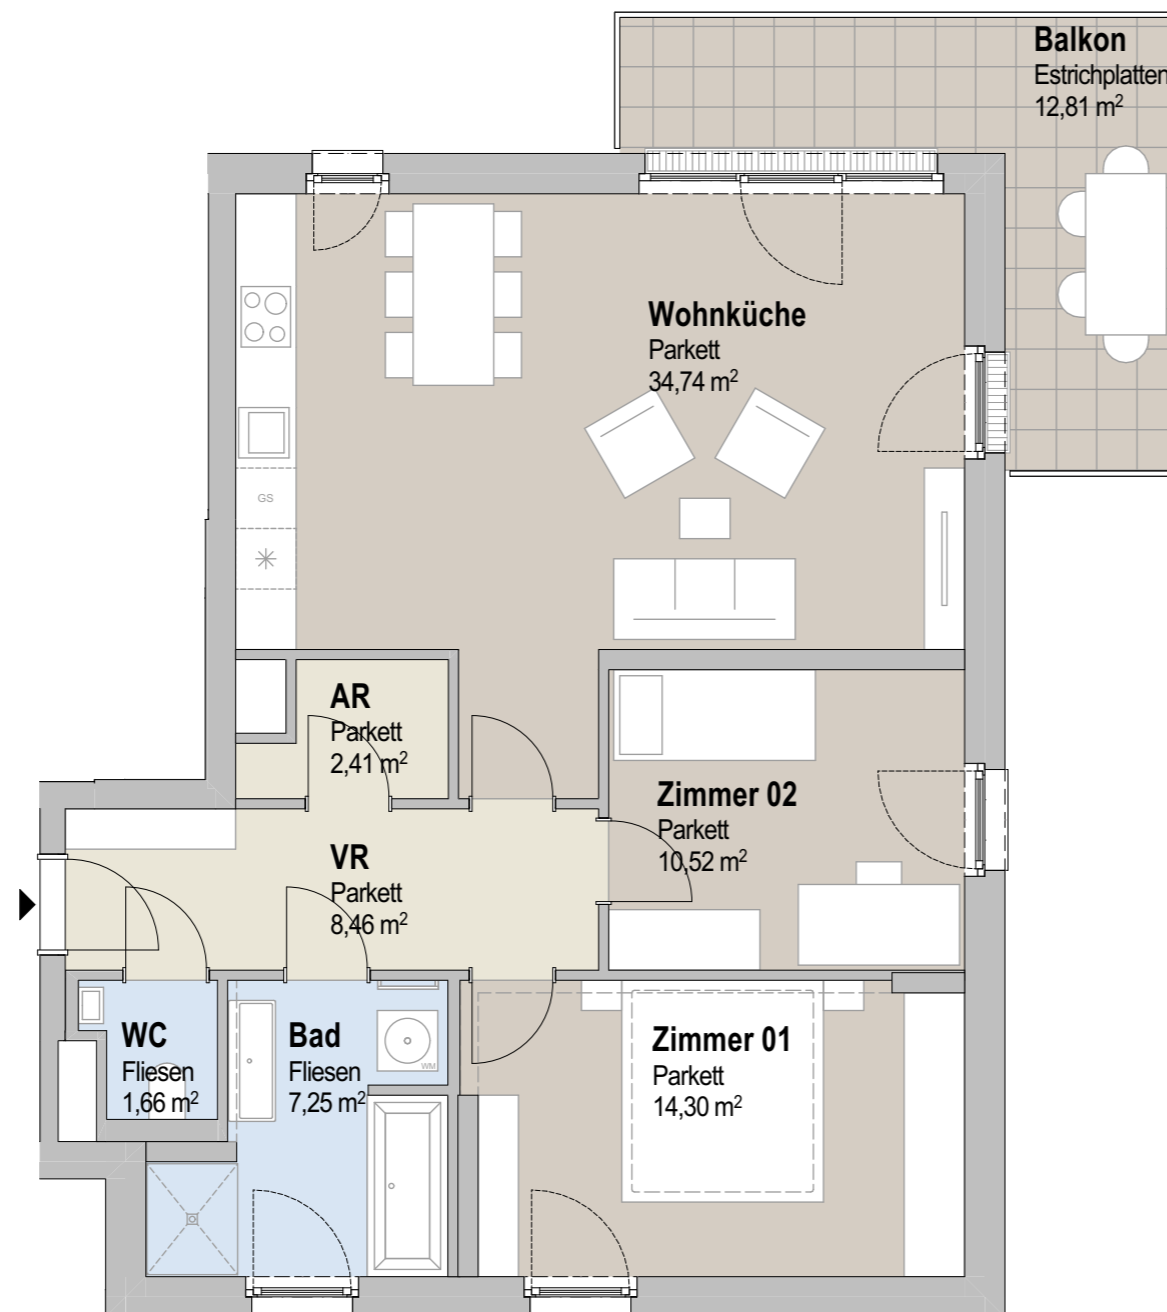 Balkon
Estrichplatten
12,81 m²
Wohnküche
Parkett
34,74 m²
GS
AR
Parkett
2,41 m²
Zimmer 02
Parkett
10,52 m²
VR
Parkett
8,46 m²
WC
Fliesen
1,66 m²
Bad
Fliesen
7,25 m²
WM
Zimmer 01
Parkett
14,30 m²